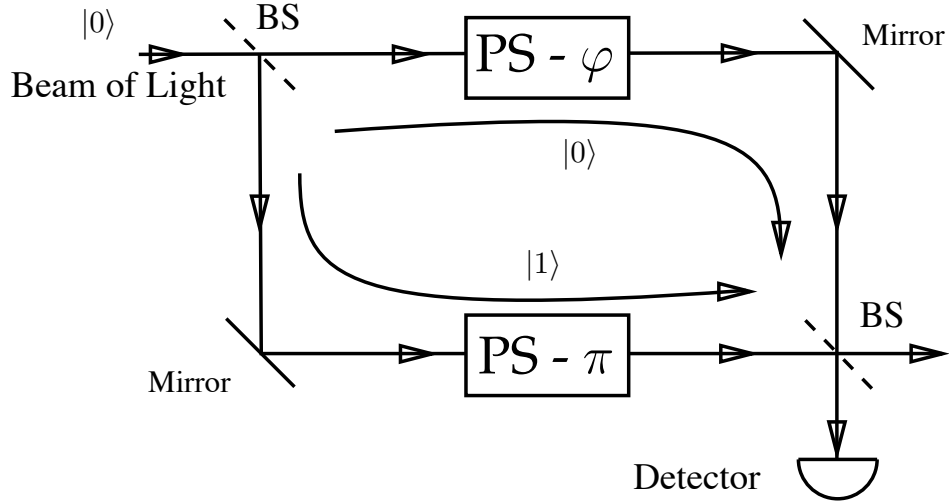 |0⟩
BS
PS - φ
Mirror
Beam of Light
|0⟩
|1⟩
BS
PS - π
Mirror
Detector